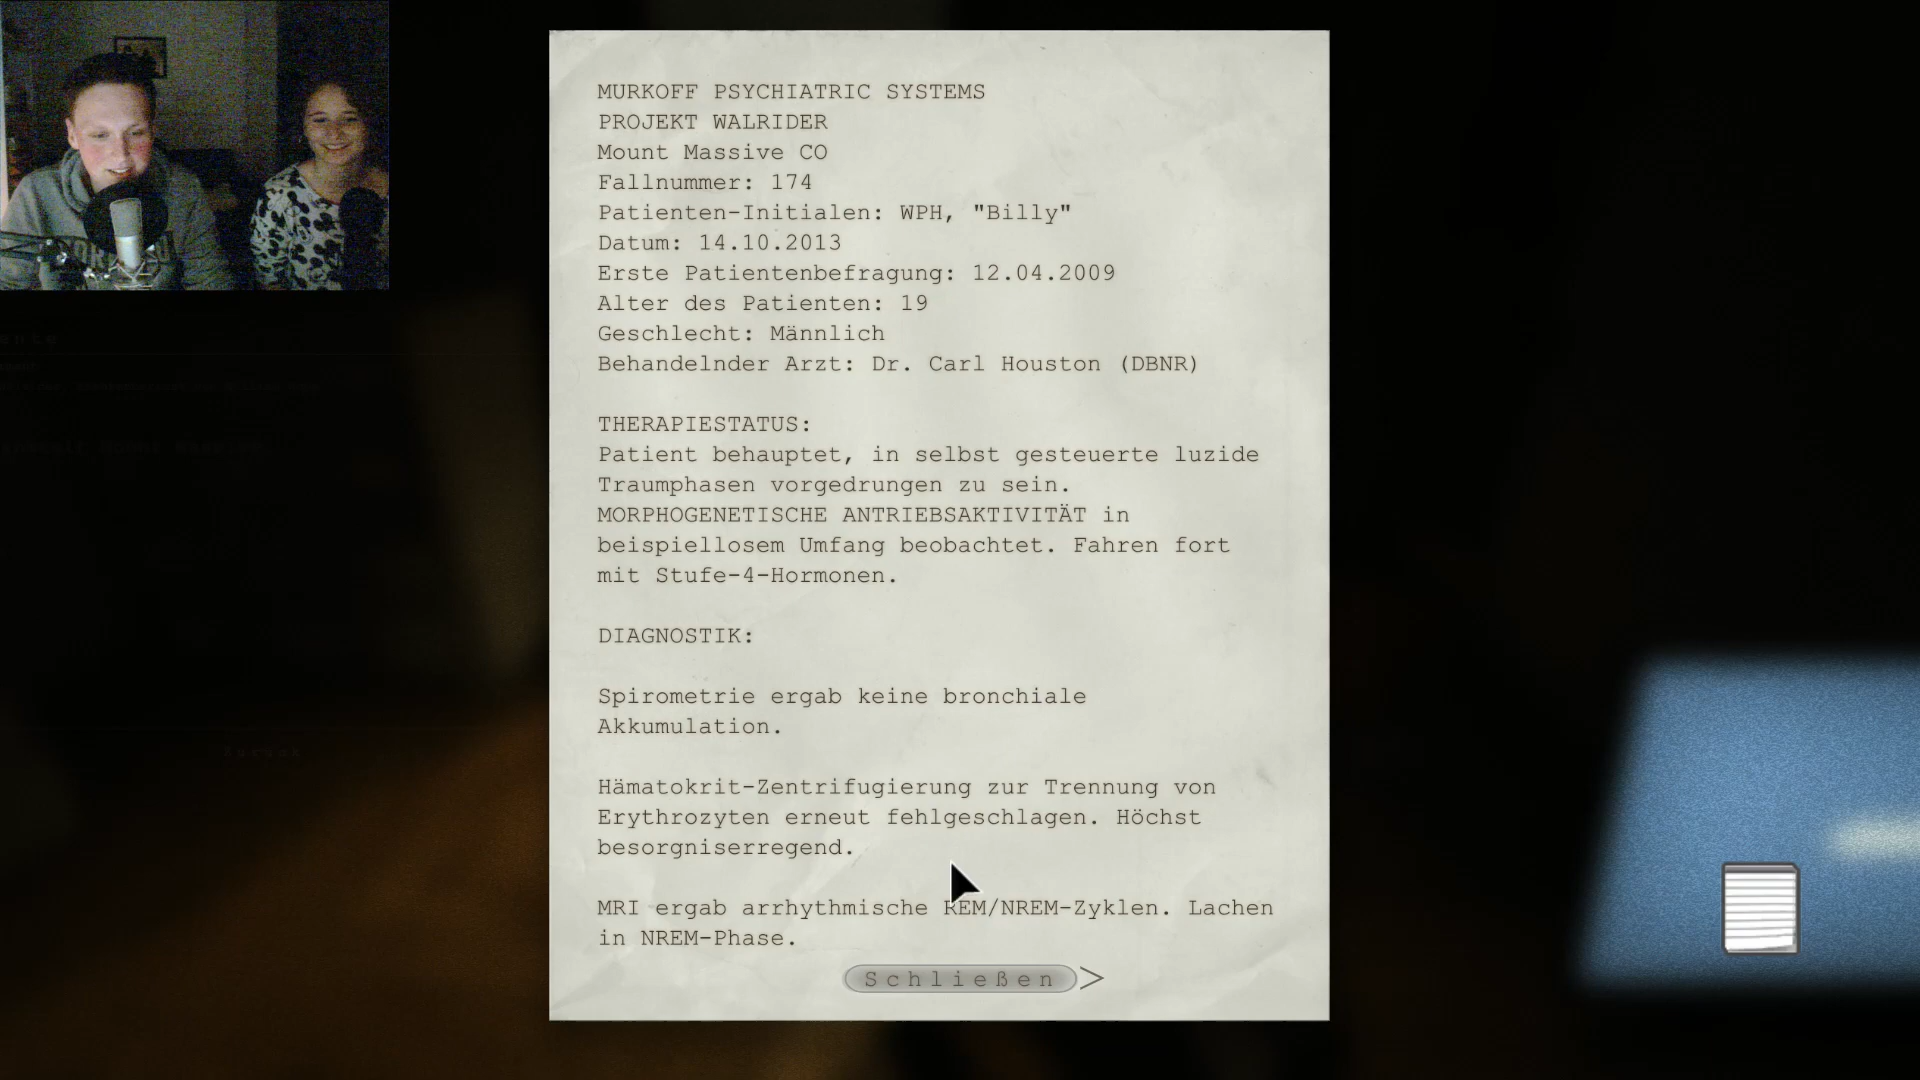 MURKOFF PSYCHIATRIC SYSTEMS
PROJEKT WALRIDER
Mount Massive CO
Fallnummer: 174
Patienten-Initialen: WPH, "Billy"
Datum: 14.10.2013
Erste Patientenbefragung: 12.04.2009
Alter des Patienten: 19
Geschlecht: Männlich
Behandelnder Arzt: Dr. Carl Houston (DBNR)
THERAPIESTATUS:
Patient behauptet, in selbst gesteuerte luzide
Traumphasen vorgedrungen zu sein.
MORPHOGENETISCHE ANTRIEBSAKTIVITÄT in
beispiellosem Umfang beobachtet. Fahren fort
mit Stufe-4-Hormonen.
DIAGNOSTIK:
Spirometrie ergab keine bronchiale
Akkumulation.
Hämatokrit-Zentrifugierung zur Trennung von
Erythrozyten erneut fehlgeschlagen. Höchst
besorgniserregend.
MRI ergab arrhythmische REM/NREM-Zyklen. Lachen
in NREM-Phase.
Schließen >
Zurück